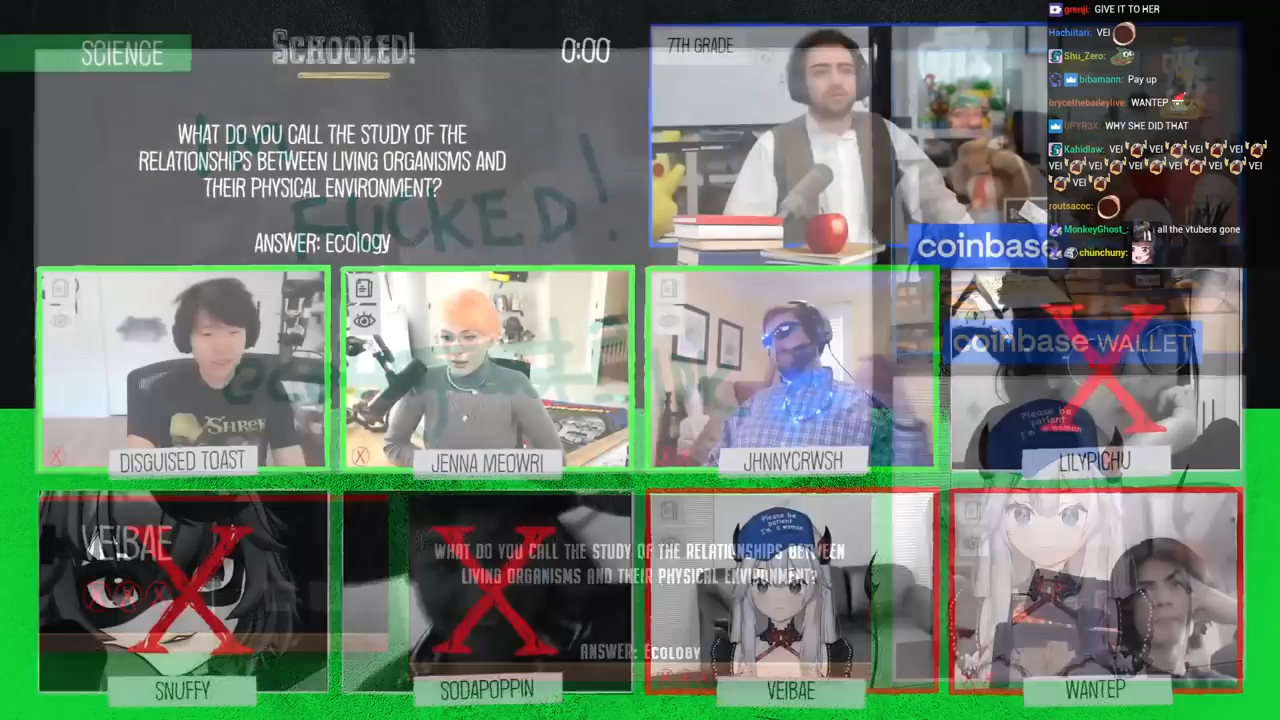 SCIENCE
SCHOOLED!
0:00
7TH GRADE
WHAT DO YOU CALL THE STUDY OF THE
RELATIONSHIPS BETWEEN LIVING ORGANISMS AND
THEIR PHYSICAL ENVIRONMENT?
ANSWER: ECOLOGY
FUCKED!
coinbase
coinbase WALLET
grenji: GIVE IT TO HER
Hachiitari: VEI
Shu_Zero:
bibamann: Pay up
brycethebaileylive: WANTEP
UPYR3X: WHY SHE DID THAT
Kahidlaw: VEI VEI VEI VEI
VEI VEI VEI VEI VEI VEI
VEI
routsacoc:
MonkeyGhost_: all the vtubers gone
chunchuny:
SHREK
DISGUISED TOAST
JENNA MEOWRI
JHNNYCRWSH
Please be
patient
I'm a woman
LILYPICHU
VEIBAE
WHAT DO YOU CALL THE STUDY OF THE RELATIONSHIPS BETWEEN
LIVING ORGANISMS AND THEIR PHYSICAL ENVIRONMENT?
ANSWER: ECOLOGY
Please be
patient
I'm a woman
SNUFFY
SODAPOPPIN
VEIBAE
WANTEP